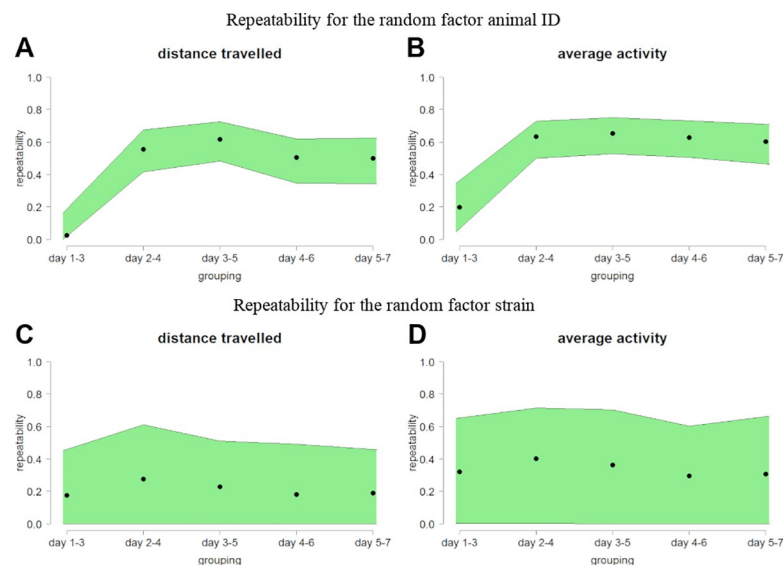 Repeatability for the random factor animal ID
A
distance travelled
repeatability
1.0
0.8
0.6
0.4
0.2
0.0
day 1-3 day 2-4 day 3-5 day 4-6 day 5-7
grouping
B
average activity
repeatability
1.0
0.8
0.6
0.4
0.2
0.0
day 1-3 day 2-4 day 3-5 day 4-6 day 5-7
grouping
Repeatability for the random factor strain
C
distance travelled
repeatability
1.0
0.8
0.6
0.4
0.2
0.0
day 1-3 day 2-4 day 3-5 day 4-6 day 5-7
grouping
D
average activity
repeatability
1.0
0.8
0.6
0.4
0.2
0.0
day 1-3 day 2-4 day 3-5 day 4-6 day 5-7
grouping